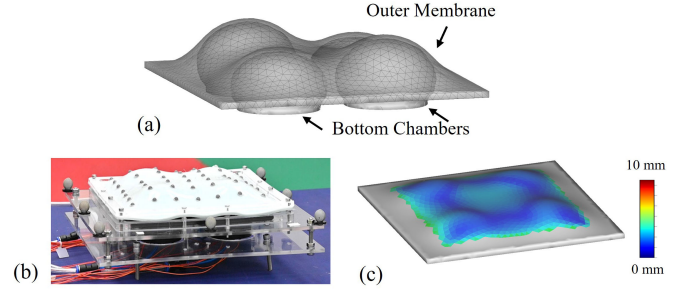 Outer Membrane
(a)
Bottom Chambers
10 mm
(b)
(c)
0 mm